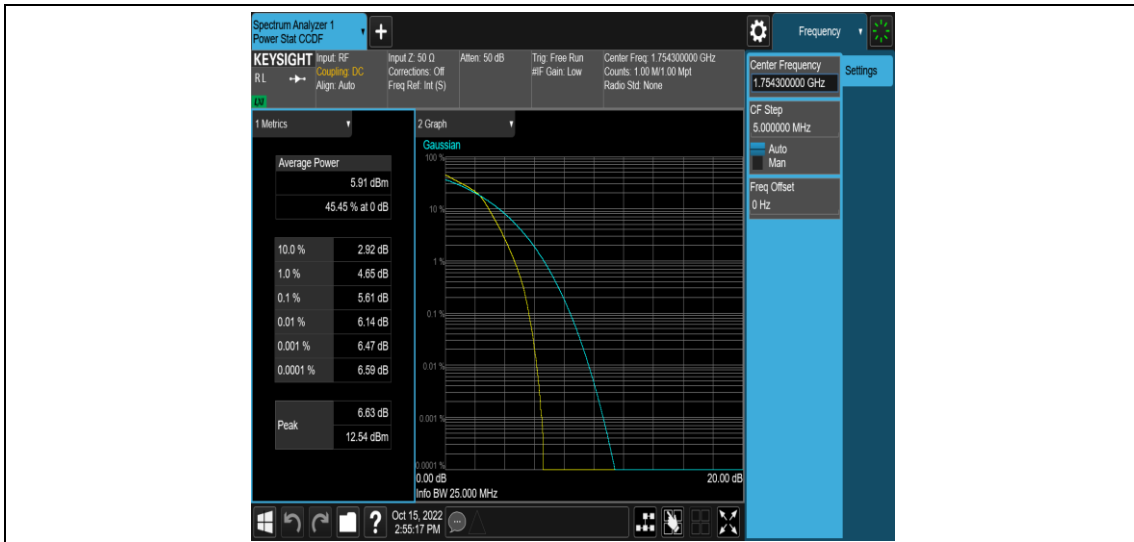 Spectrum Analyzer 1
Power Stat CCDF
Frequency
KEYSIGHT
Input: RF
Coupling: DC
Align: Auto
Input Z: 50 Ω
Corrections: Off
Freq Ref: Int (S)
Atten: 50 dB
Trig: Free Run
#IF Gain: Low
Center Freq: 1.754300000 GHz
Counts: 1.00 M/1.00 Mpt
Radio Std: None
RL
LXI
Center Frequency
1.754300000 GHz
Settings
CF Step
5.000000 MHz
Auto
Man
Freq Offset
0 Hz
1 Metrics
Average Power
5.91 dBm
45.45 % at 0 dB
10.0 % 2.92 dB
1.0 % 4.65 dB
0.1 % 5.61 dB
0.01 % 6.14 dB
0.001 % 6.47 dB
0.0001 % 6.59 dB
Peak
6.63 dB
12.54 dBm
2 Graph
Gaussian
100 %
10 %
1 %
0.1 %
0.01 %
0.001 %
0.0001 %
0.00 dB
20.00 dB
Info BW 25.000 MHz
?
Oct 15, 2022
2:55:17 PM